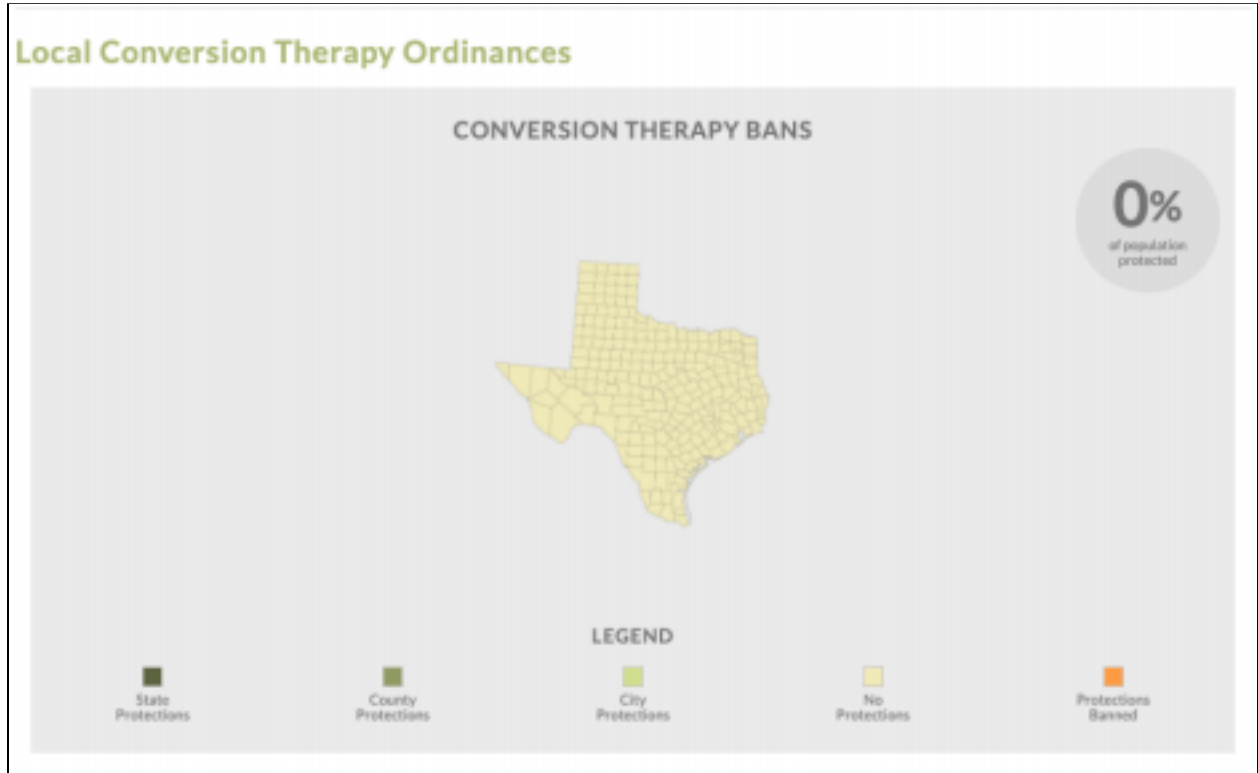 Local Conversion Therapy Ordinances
CONVERSION THERAPY BANS
0%
of population
protected
LEGEND
State
Protections
County
Protections
City
Protections
No
Protections
Protections
Banned